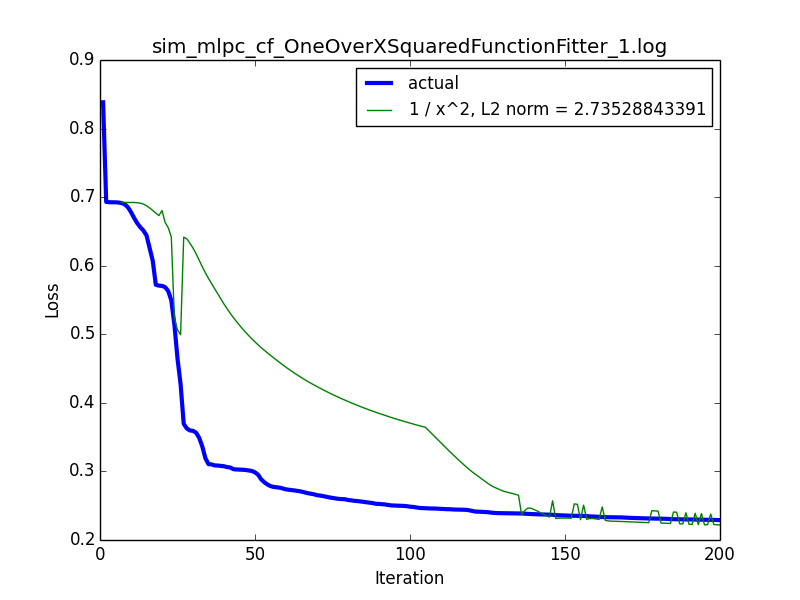 sim_mlpc_cf_OneOverXSquaredFunctionFitter_1.log
0.9
actual
1 / x^2, L2 norm = 2.73528843391
0.8
0.7
0.6
Loss
0.5
0.4
0.3
0.2
0 50 100 150 200
Iteration